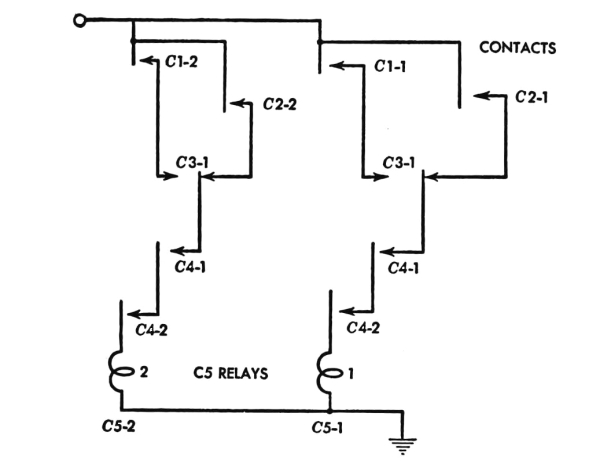 CONTACTS
C1-2
C1-1
C2-2
C2-1
C3-1
C3-1
C4-1
C4-1
C4-2
C4-2
2
C5 RELAYS
1
C5-2
C5-1